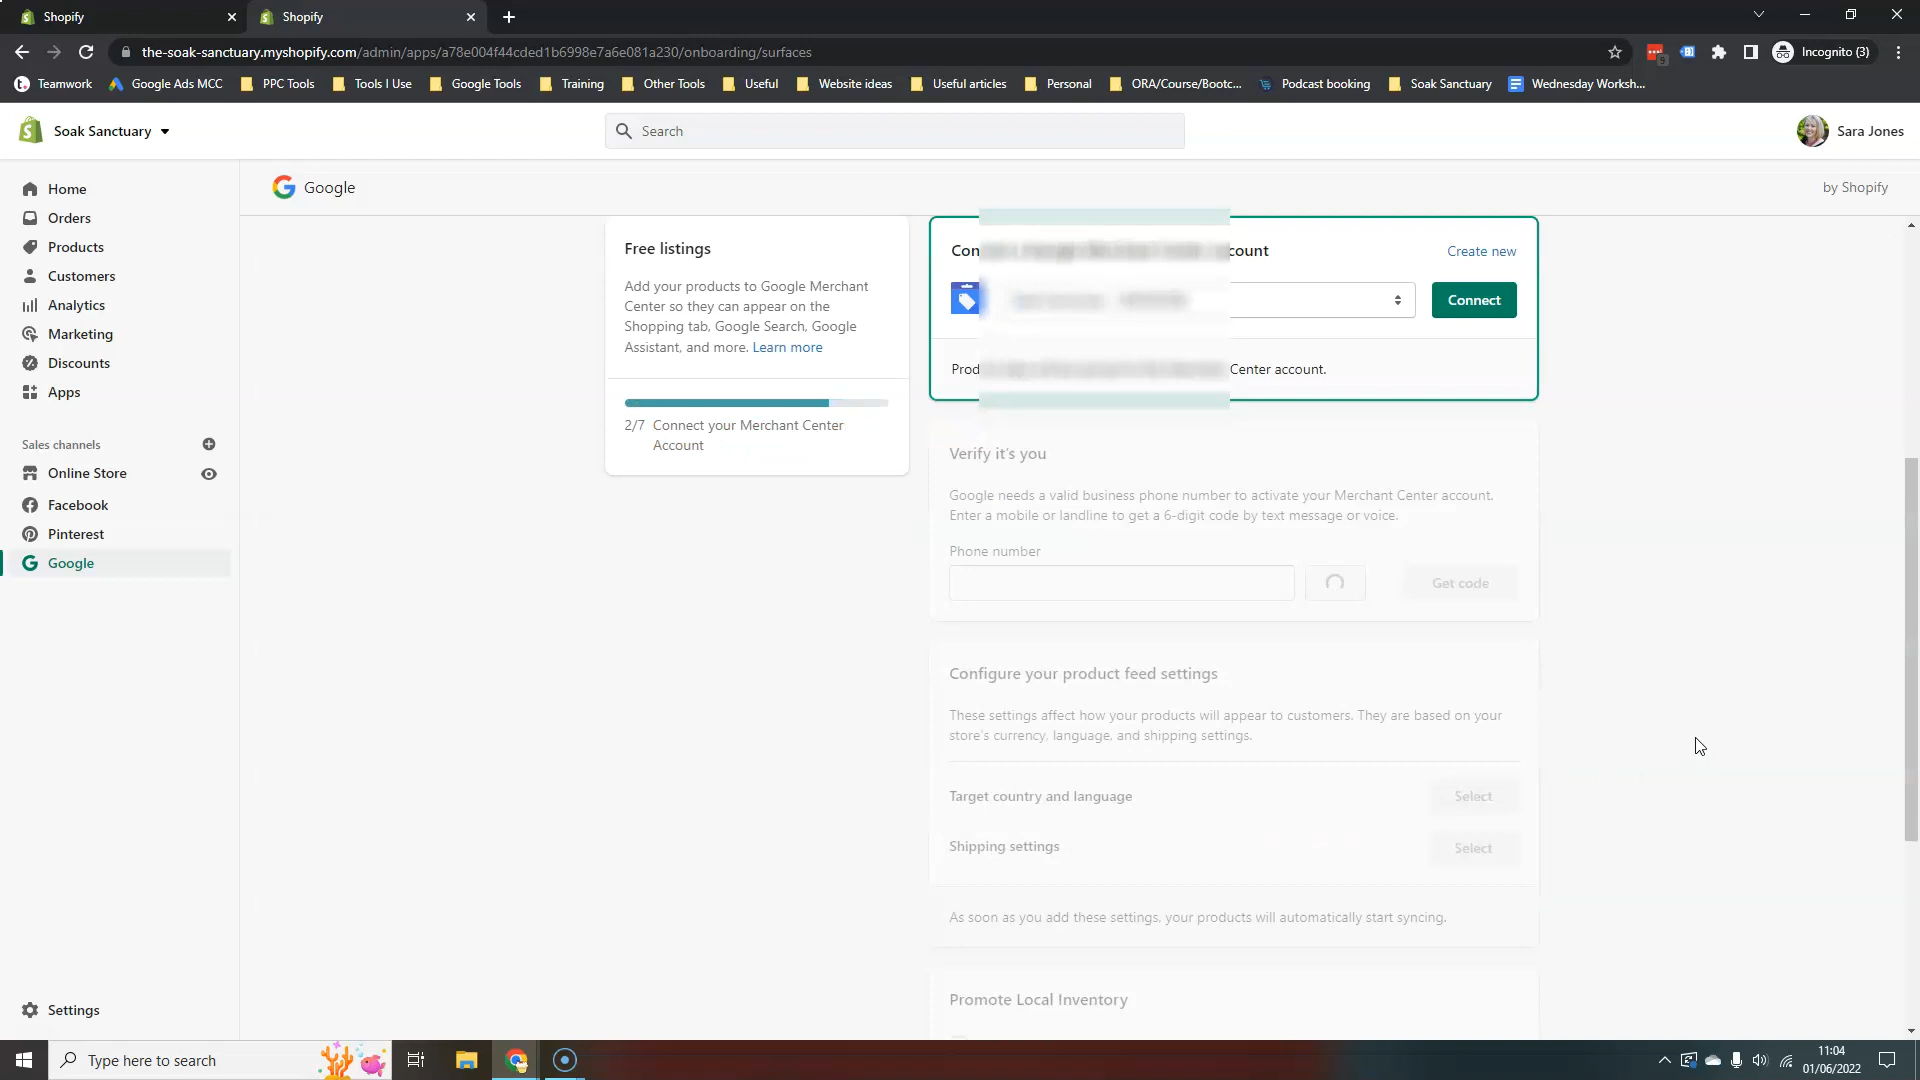 Shopify
Shopify
the-soak-sanctuary.myshopify.com/admin/apps/a78e004f44cded1b6998e7a6e081a230/onboarding/surfaces
9
Incognito (3)
Teamwork
Google Ads MCC
PPC Tools
Tools I Use
Google Tools
Training
Other Tools
Useful
Website ideas
Useful articles
Personal
ORA/Course/Bootc...
Podcast booking
Soak Sanctuary
Wednesday Worksh...
Soak Sanctuary
Search
Sara Jones
Home
Orders
Products
Customers
Analytics
Marketing
Discounts
Apps
Sales channels
Online Store
Facebook
Pinterest
Google
Settings
Google
by Shopify
Free listings
Add your products to Google Merchant
Center so they can appear on the
Shopping tab, Google Search, Google
Assistant, and more. Learn more
2/7 Connect your Merchant Center
Account
Con
count
Create new
Connect
Prod
Center account.
Verify it's you
Google needs a valid business phone number to activate your Merchant Center account.
Enter a mobile or landline to get a 6-digit code by text message or voice.
Phone number
Get code
Configure your product feed settings
These settings affect how your products will appear to customers. They are based on your
store's currency, language, and shipping settings.
Target country and language
Select
Shipping settings
Select
As soon as you add these settings, your products will automatically start syncing.
Promote Local Inventory
Type here to search
11:04
01/06/2022